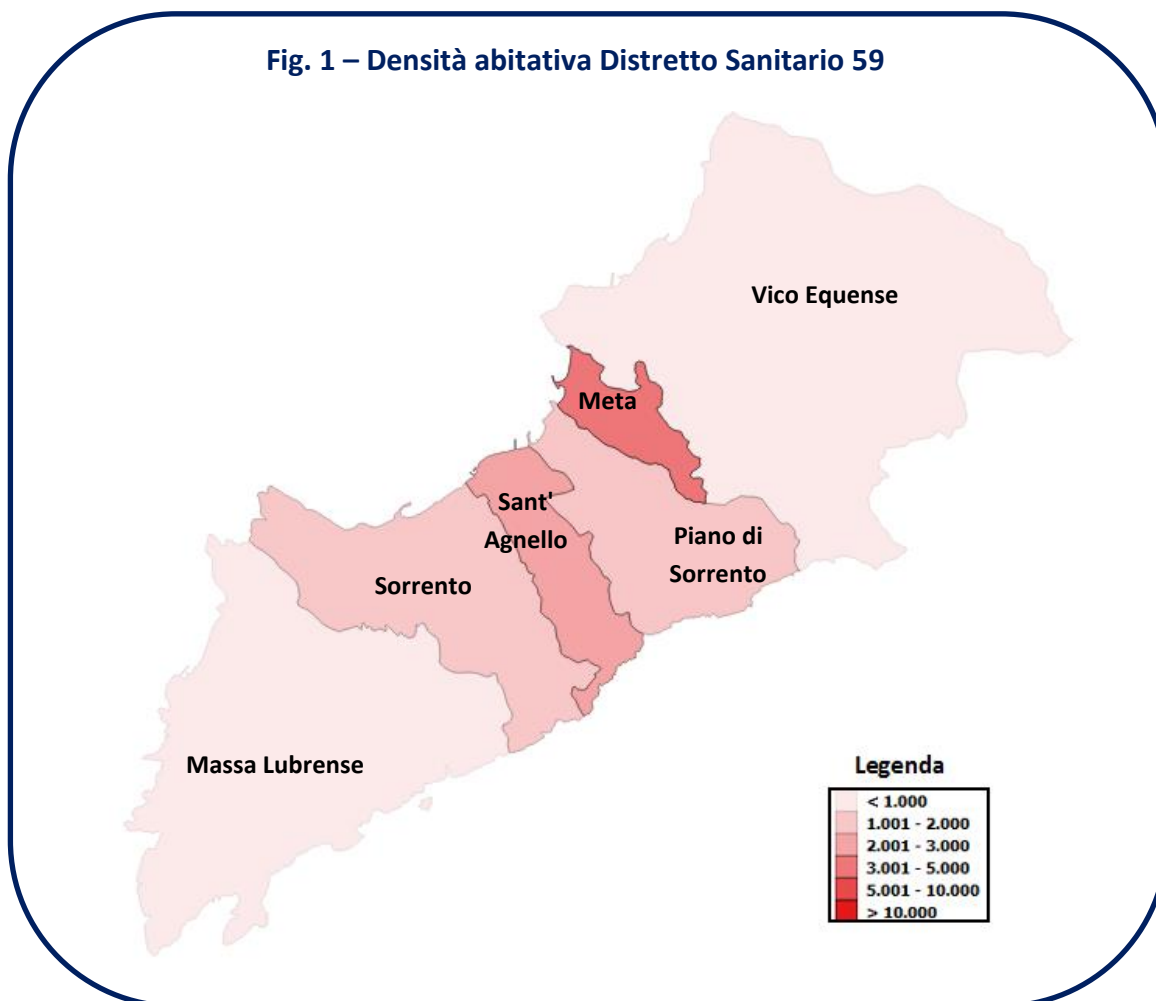 Fig. 1 – Densità abitativa Distretto Sanitario 59
Vico Equense
Meta
Sant'
Agnello
Piano di
Sorrento
Sorrento
Massa Lubrense
Legenda
< 1.000
1.001 - 2.000
2.001 - 3.000
3.001 - 5.000
5.001 - 10.000
> 10.000